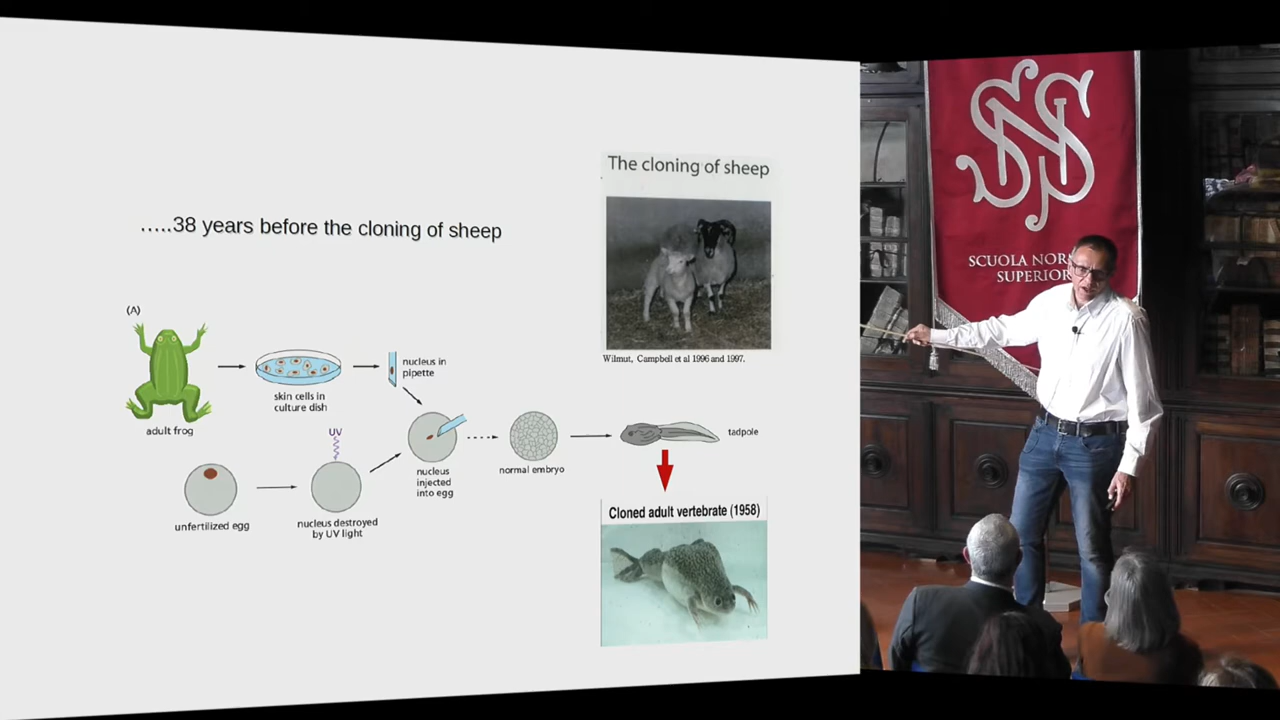 .....38 years before the cloning of sheep
The cloning of sheep
Wilmut, Campbell et al 1996 and 1997.
(A)
adult frog
skin cells in
culture dish
nucleus in
pipette
unfertilized egg
UV
nucleus destroyed
by UV light
nucleus
injected
into egg
normal embryo
tadpole
Cloned adult vertebrate (1958)
SNS
SCUOLA NOR
SUPERIOR